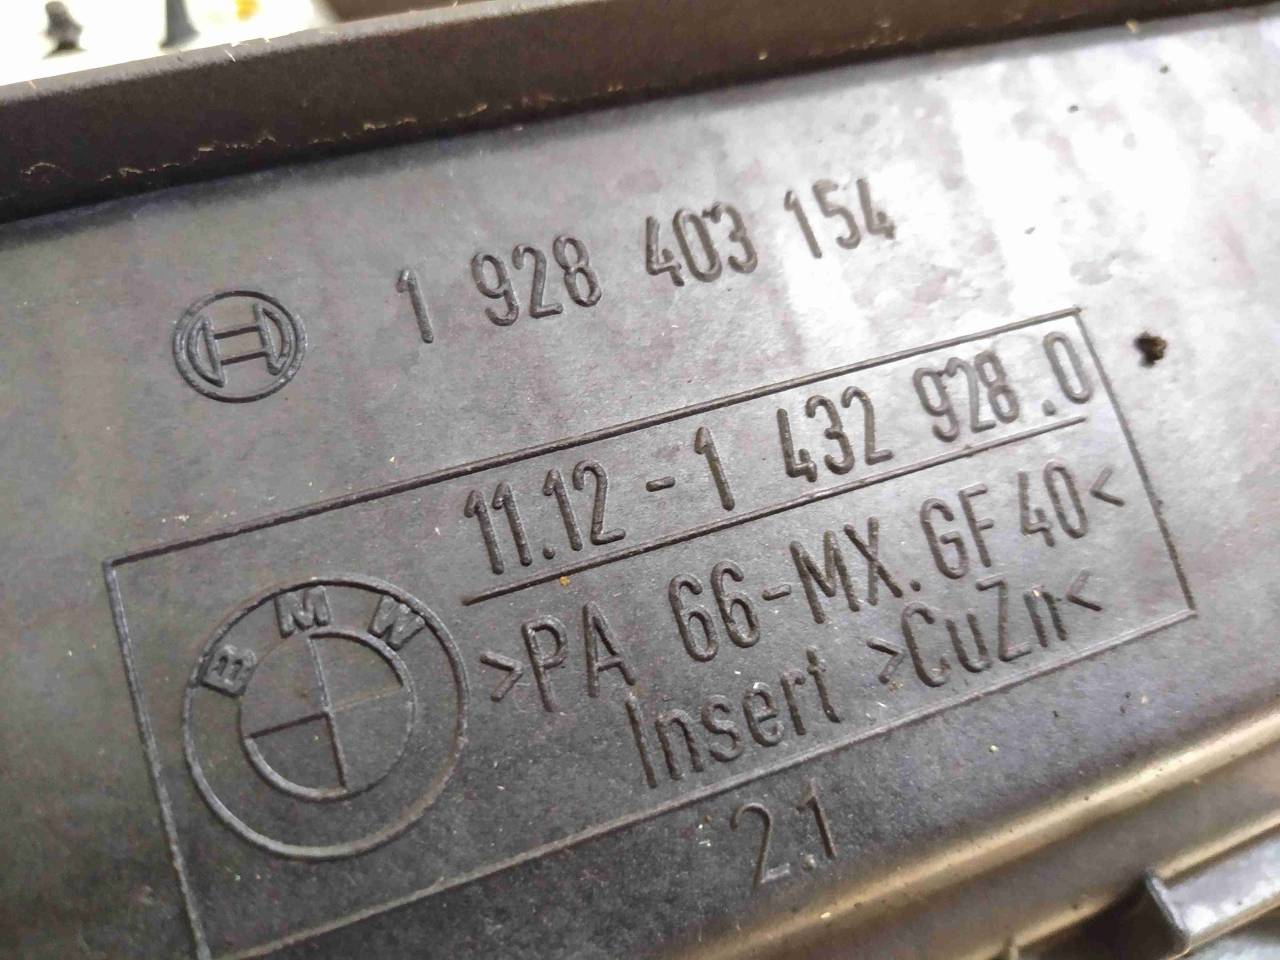 1 928 403 154
11.12 - 1 432 928.0
>PA 66-MX.GF 40<
Insert >CuZn<
BMW
2.1